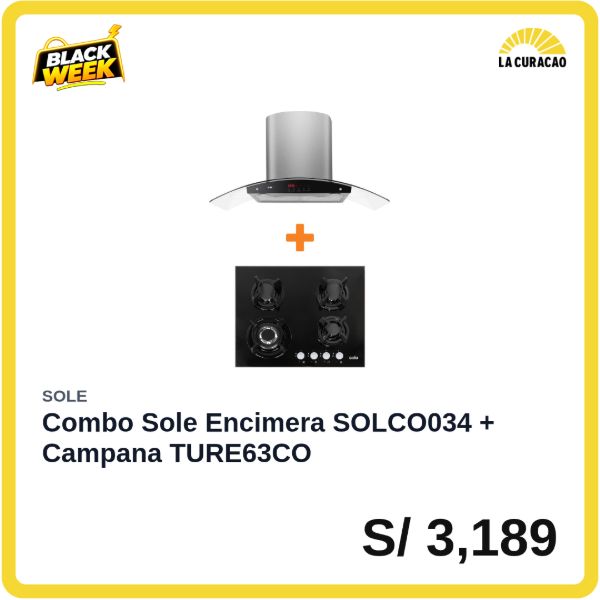 BLACK
WEEK
LA CURACAO
SOLE
Combo Sole Encimera SOLCO034 +
Campana TURE63CO
S/ 3,189